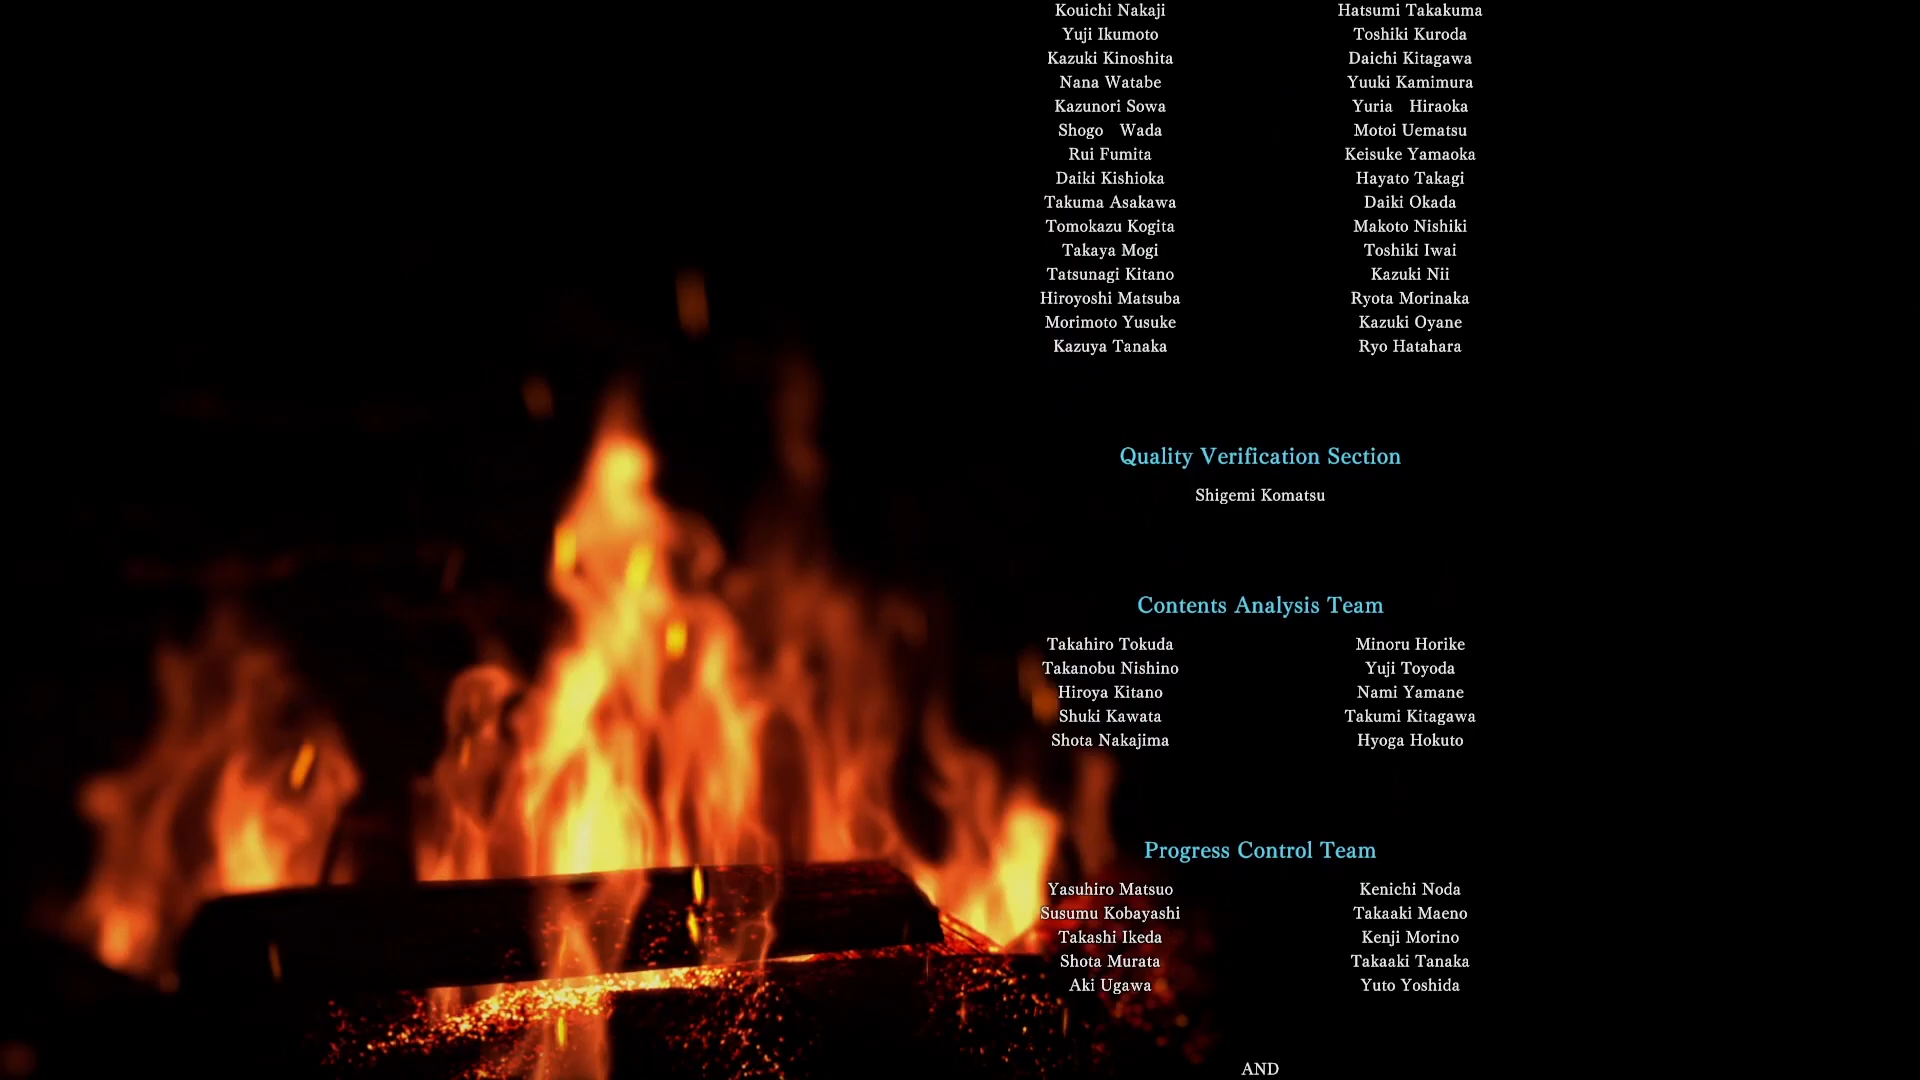 Kouichi Nakaji Hatsumi Takakuma
Yuji Ikumoto Toshiki Kuroda
Kazuki Kinoshita Daichi Kitagawa
Nana Watabe Yuuki Kamimura
Kazunori Sowa Yuria Hiraoka
Shogo Wada Motoi Uematsu
Rui Fumita Keisuke Yamaoka
Daiki Kishioka Hayato Takagi
Takuma Asakawa Daiki Okada
Tomokazu Kogita Makoto Nishiki
Takaya Mogi Toshiki Iwai
Tatsunagi Kitano Kazuki Nii
Hiroyoshi Matsuba Ryota Morinaka
Morimoto Yusuke Kazuki Oyane
Kazuya Tanaka Ryo Hatahara
Quality Verification Section
Shigemi Komatsu
Contents Analysis Team
Takahiro Tokuda Minoru Horike
Takanobu Nishino Yuji Toyoda
Hiroya Kitano Nami Yamane
Shuki Kawata Takumi Kitagawa
Shota Nakajima Hyoga Hokuto
Progress Control Team
Yasuhiro Matsuo Kenichi Noda
Susumu Kobayashi Takaaki Maeno
Takashi Ikeda Kenji Morino
Shota Murata Takaaki Tanaka
Aki Ugawa Yuto Yoshida
AND